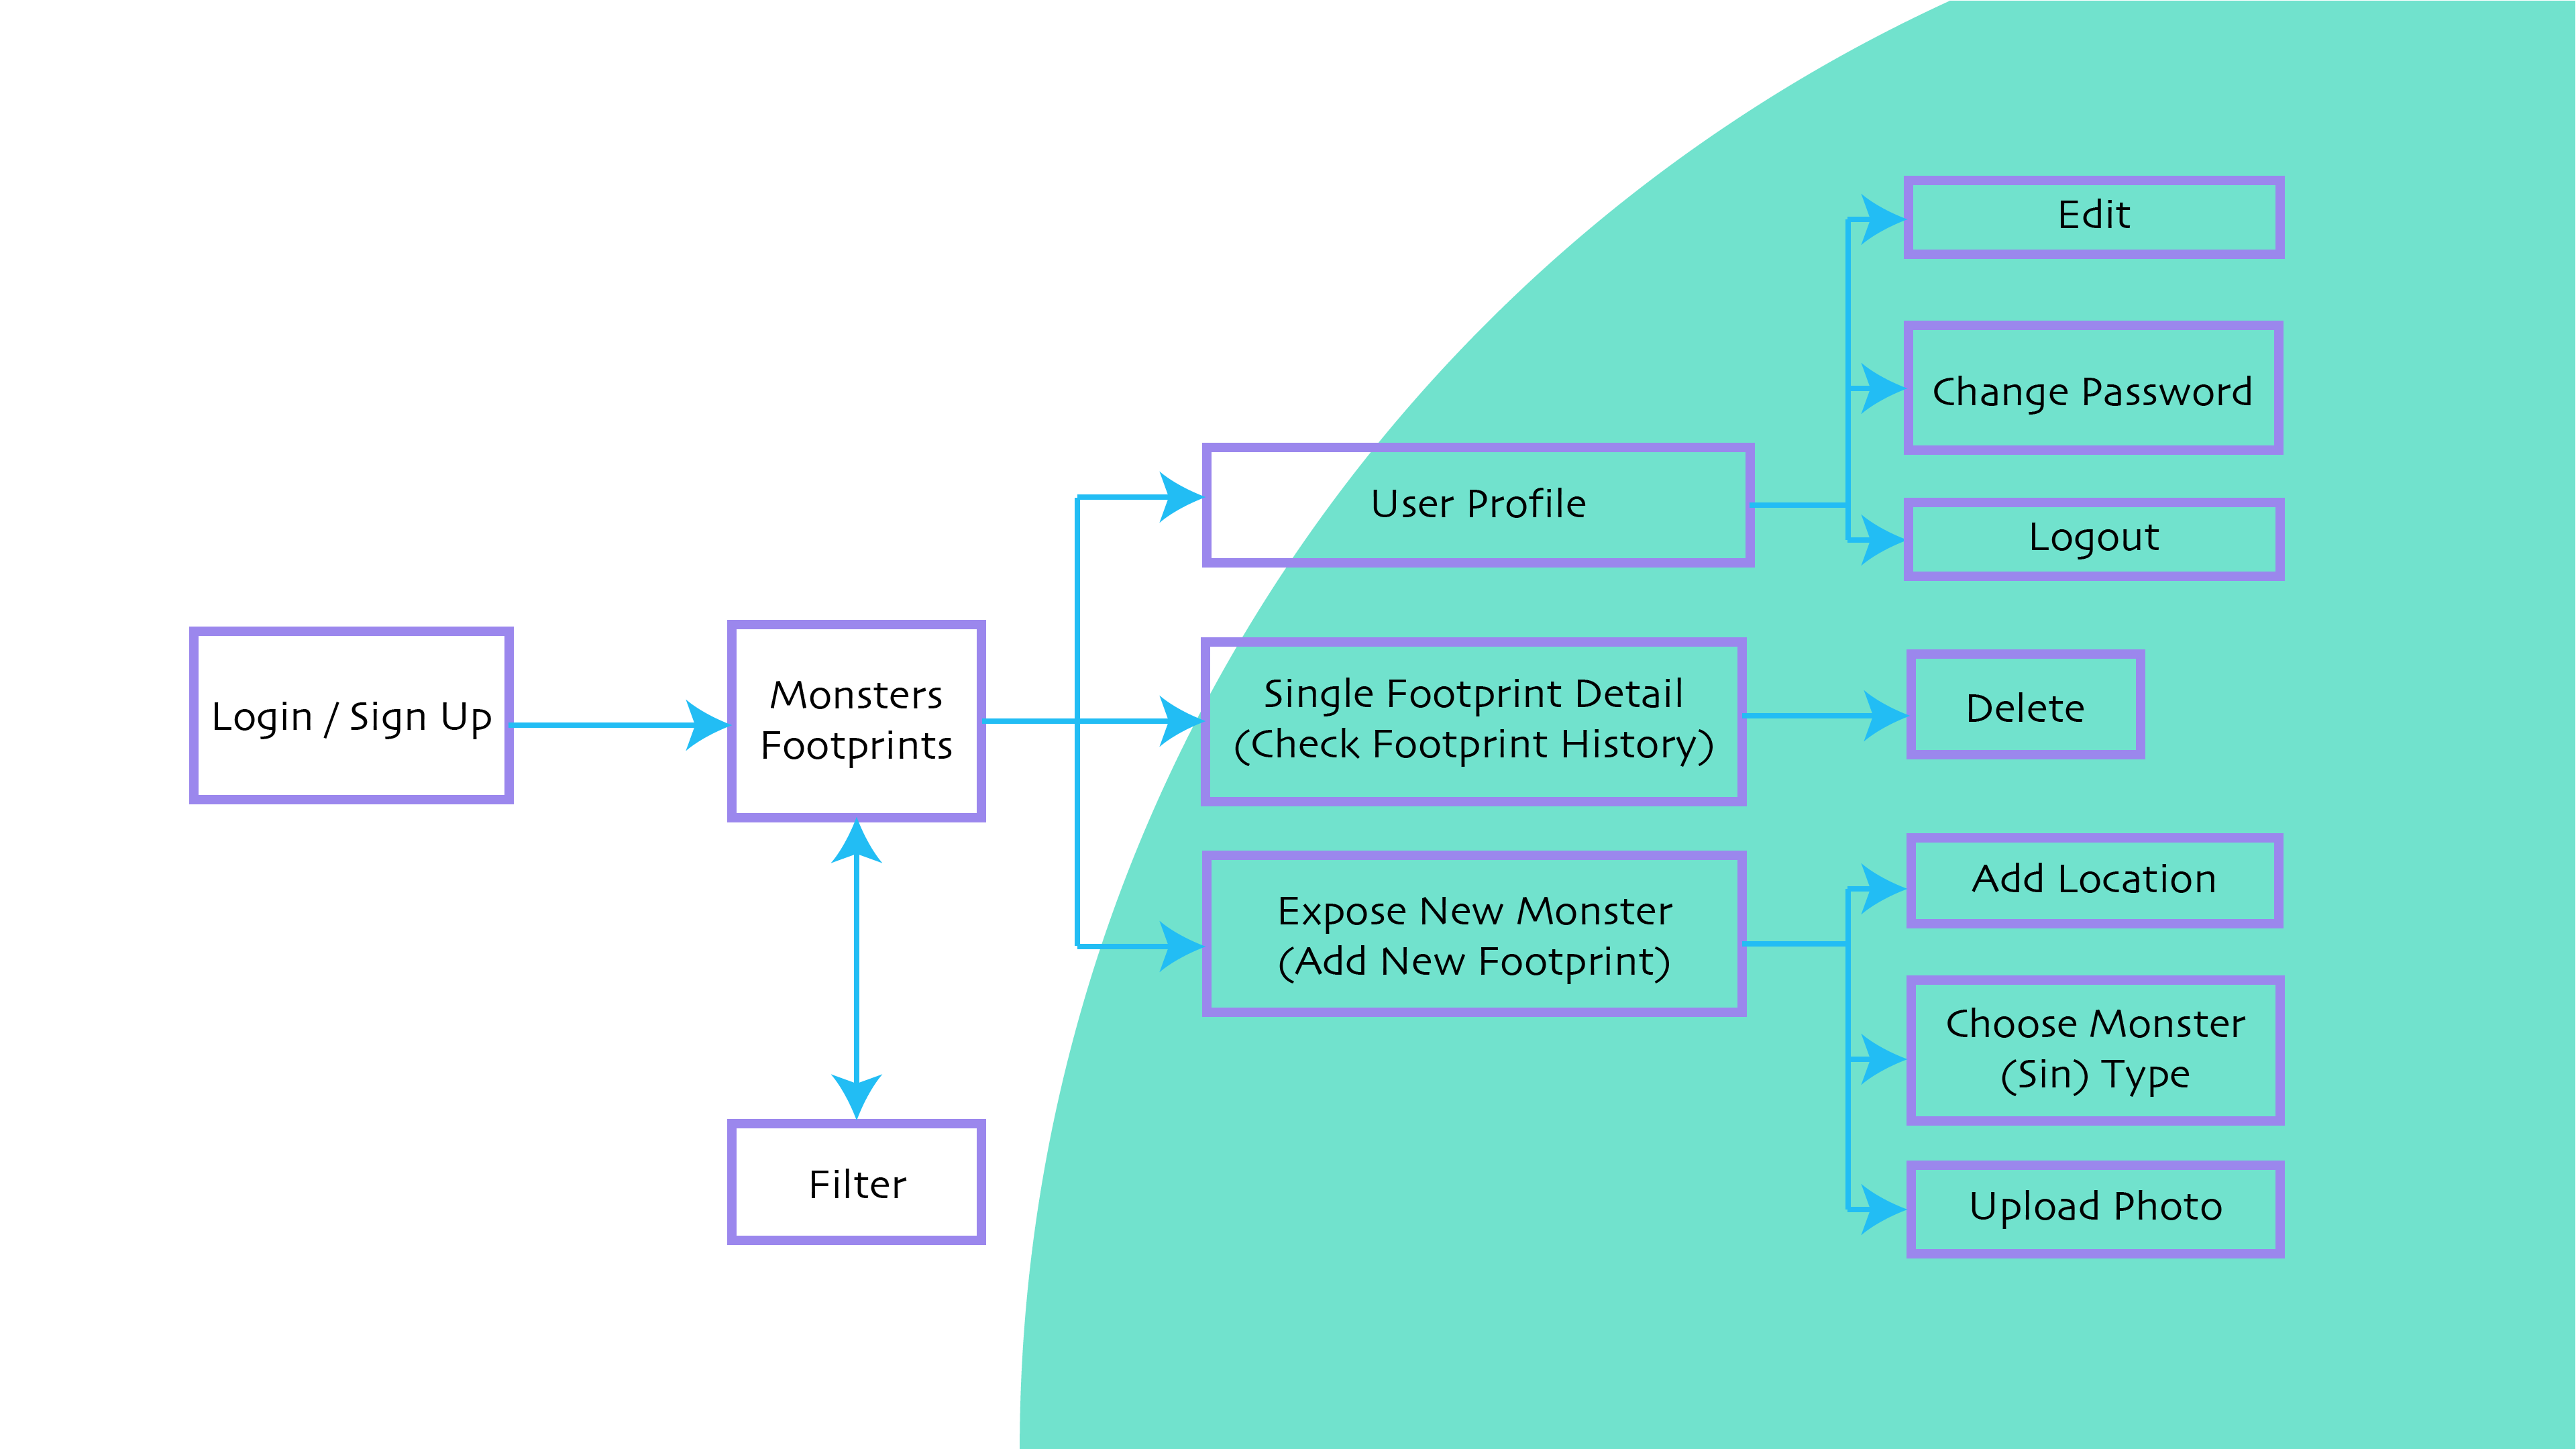 Login / Sign Up
Monsters
Footprints
Filter
User Profile
Single Footprint Detail
(Check Footprint History)
Expose New Monster
(Add New Footprint)
Edit
Change Password
Logout
Delete
Add Location
Choose Monster
(Sin) Type
Upload Photo